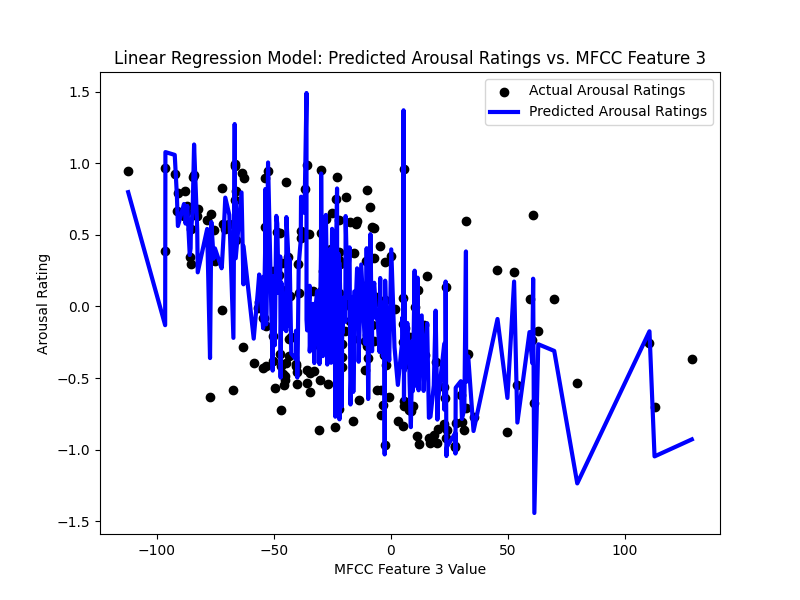 Linear Regression Model: Predicted Arousal Ratings vs. MFCC Feature 3
Actual Arousal Ratings
Predicted Arousal Ratings
Arousal Rating
1.5
1.0
0.5
0.0
−0.5
−1.0
−1.5
−100
−50
0
50
100
MFCC Feature 3 Value